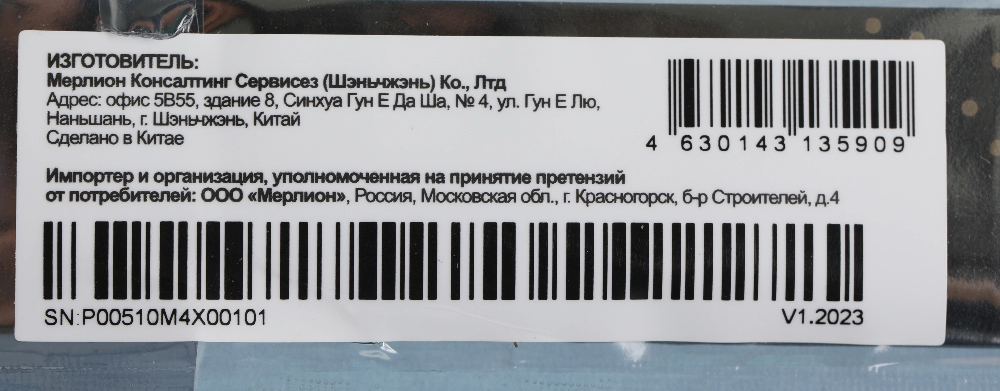 ИЗГОТОВИТЕЛЬ:
Мерлион Консалтинг Сервисез (Шэньчжэнь) Ко., Лтд
Адрес: офис 5В55, здание 8, Синхуа Гун Е Да Ша, № 4, ул. Гун Е Лю,
Наньшань, г. Шэньчжэнь, Китай
Сделано в Китае
4 630143 135909
Импортер и организация, уполномоченная на принятие претензий
от потребителей: ООО «Мерлион», Россия, Московская обл., г. Красногорск, б-р Строителей, д.4
SN:P00510M4X00101
V1.2023